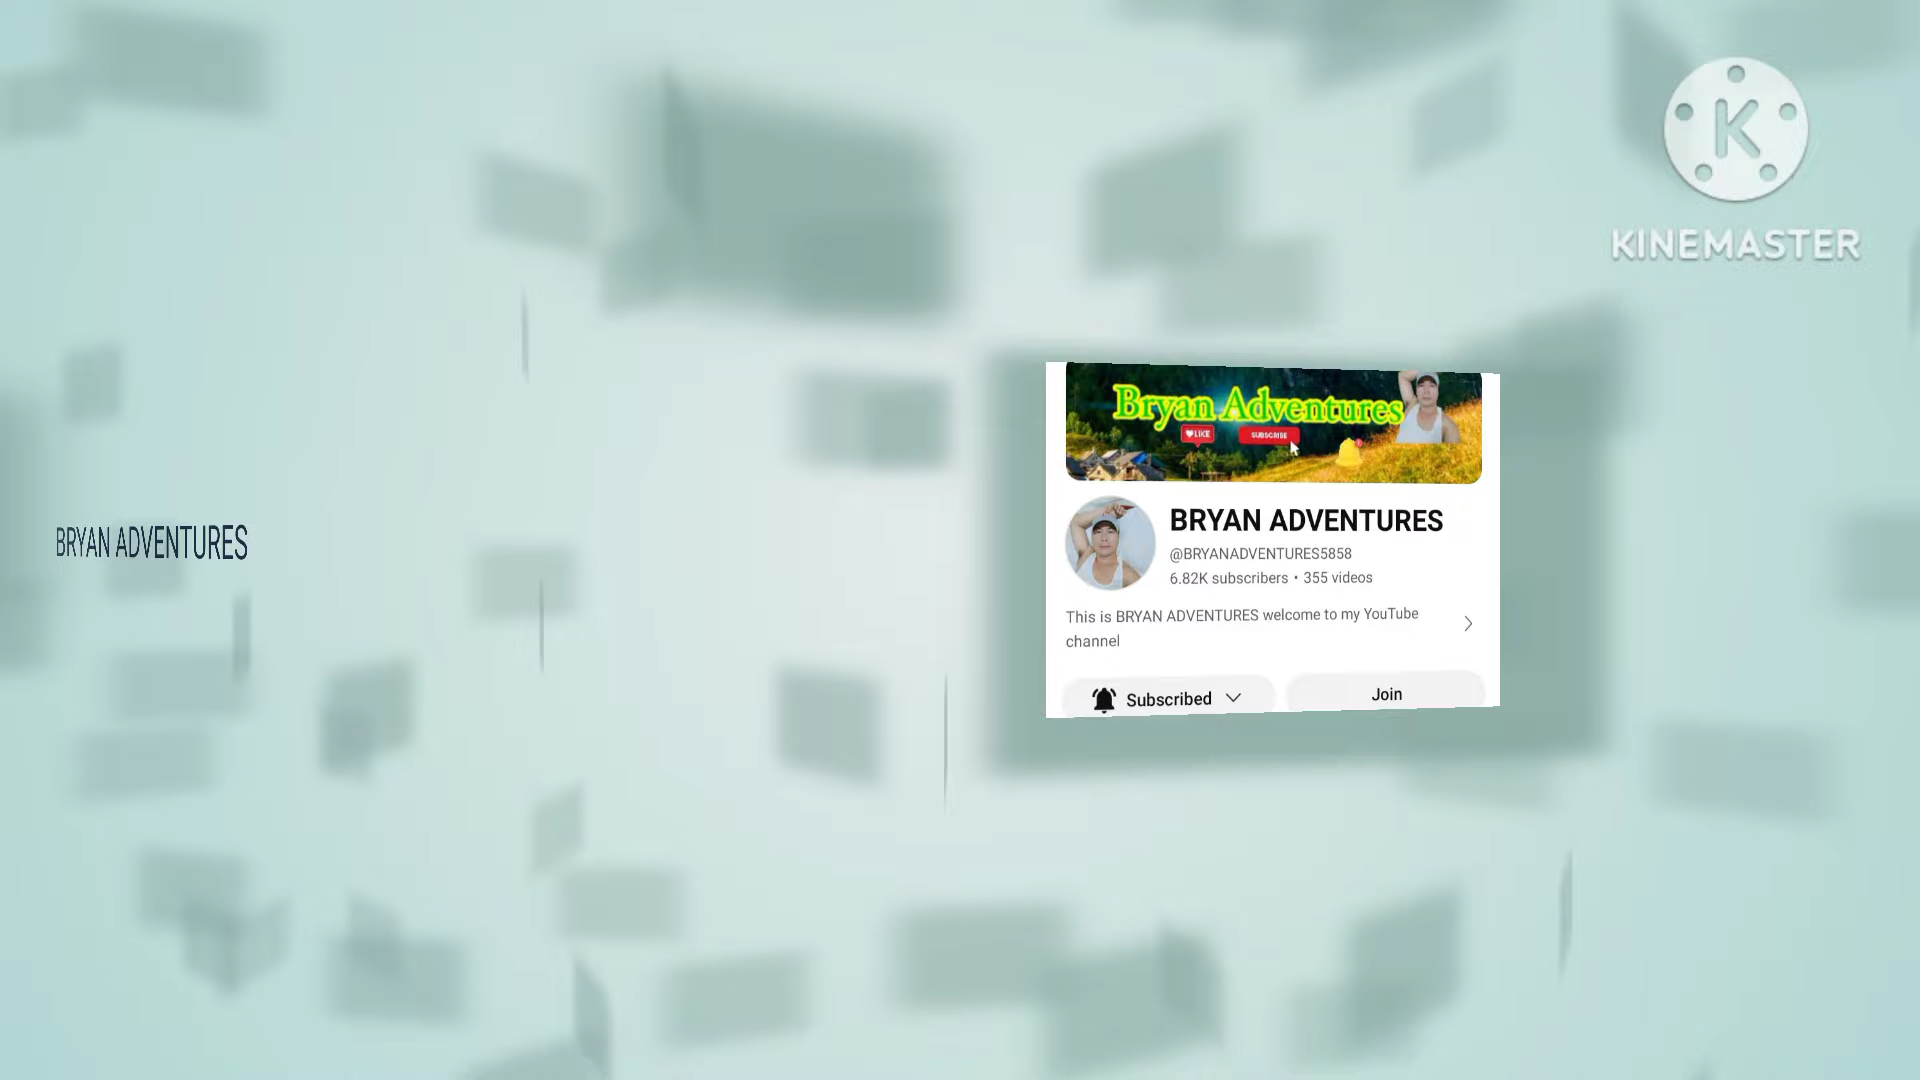 K
KINEMASTER
Bryan Adventures
LIKE
SUBSCRIBE
BRYAN ADVENTURES
BRYAN ADVENTURES
@BRYANADVENTURES5858
6.82K subscribers • 355 videos
This is BRYAN ADVENTURES welcome to my YouTube
channel
Subscribed
Join